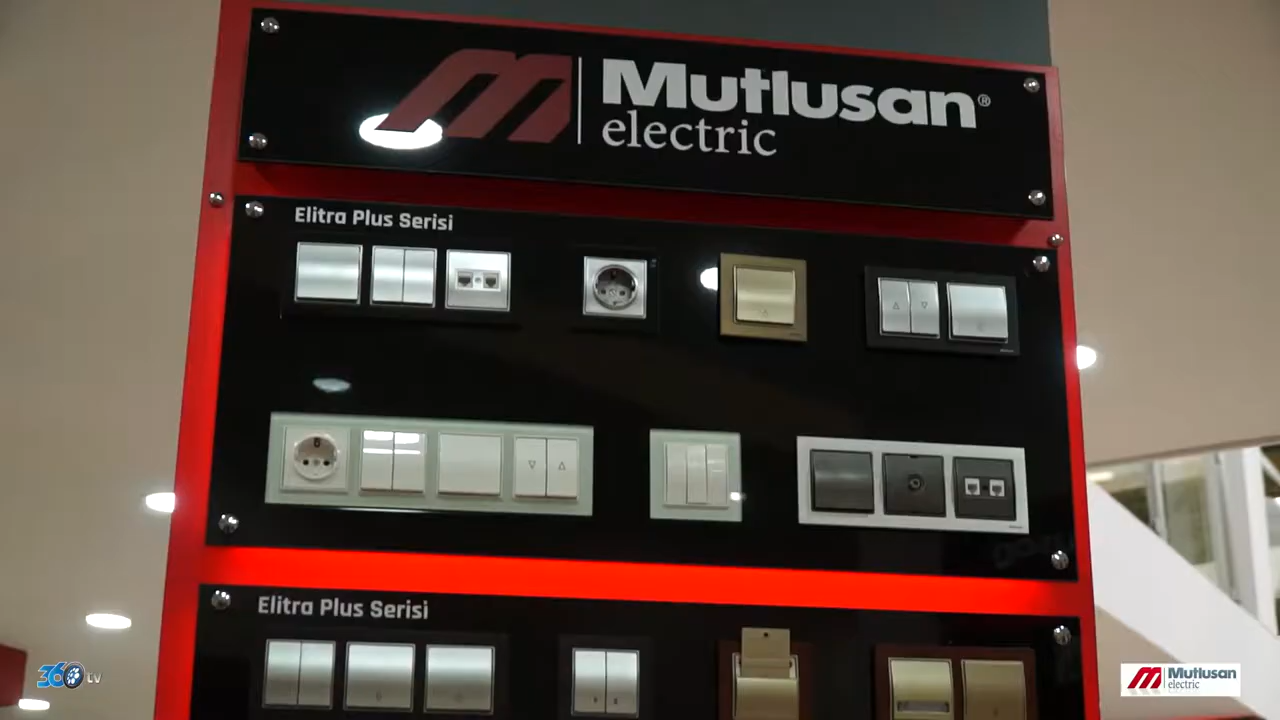 Mutlusan®
electric
Elitra Plus Serisi
Elitra Plus Serisi
360 tv
Mutlusan
electric